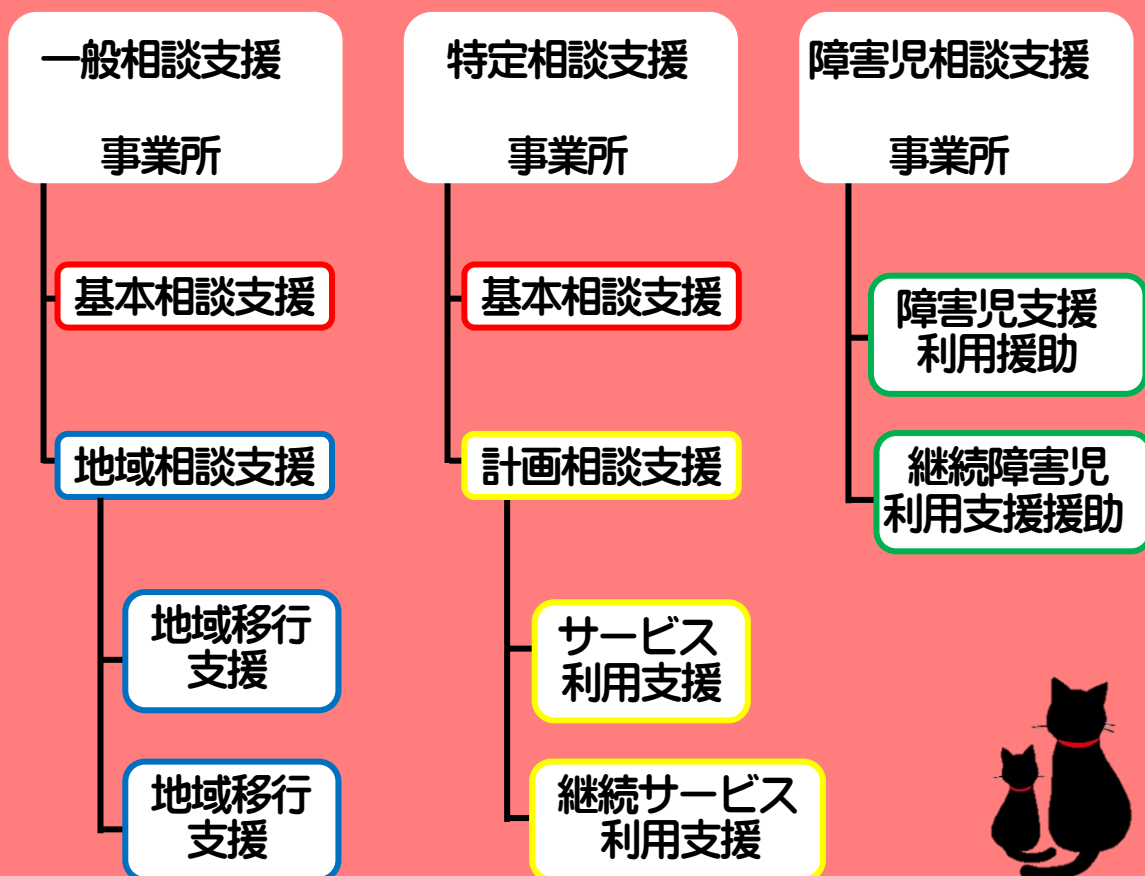 一般相談支援
事業所
基本相談支援
地域相談支援
地域移行
支援
地域移行
支援
特定相談支援
事業所
基本相談支援
計画相談支援
サービス
利用支援
継続サービス
利用支援
障害児相談支援
事業所
障害児支援
利用援助
継続障害児
利用支援援助